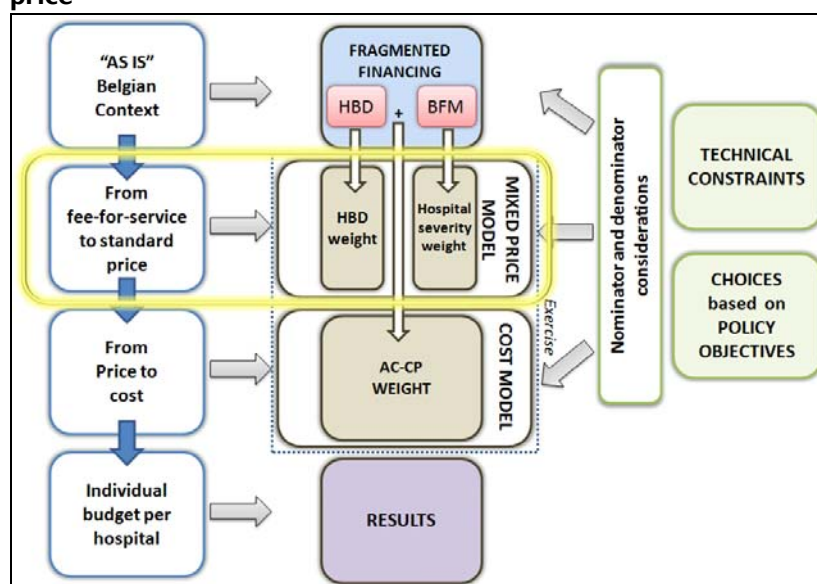 price
"AS IS"
Belgian
Context
FRAGMENTED
FINANCING
HBD
+
BFM
From
fee-for-service
to standard
price
HBD
weight
Hospital
severity
weight
MIXED PRICE
MODEL
From
Price to
cost
AC-CP
WEIGHT
COST MODEL
Exercise
Individual
budget per
hospital
RESULTS
Nominator and denominator
considerations
TECHNICAL
CONSTRAINTS
CHOICES
based on
POLICY
OBJECTIVES